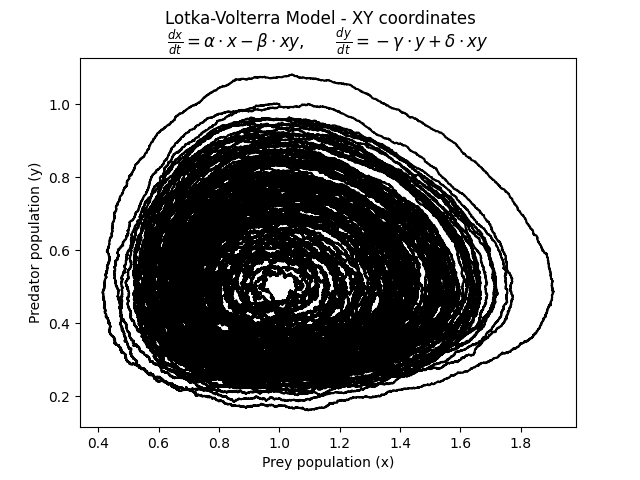 Lotka-Volterra Model - XY coordinates
dx/dt = α · x − β · xy,  dy/dt = −γ · y + δ · xy
Predator population (y)
1.0
0.8
0.6
0.4
0.2
0.4 0.6 0.8 1.0 1.2 1.4 1.6 1.8
Prey population (x)